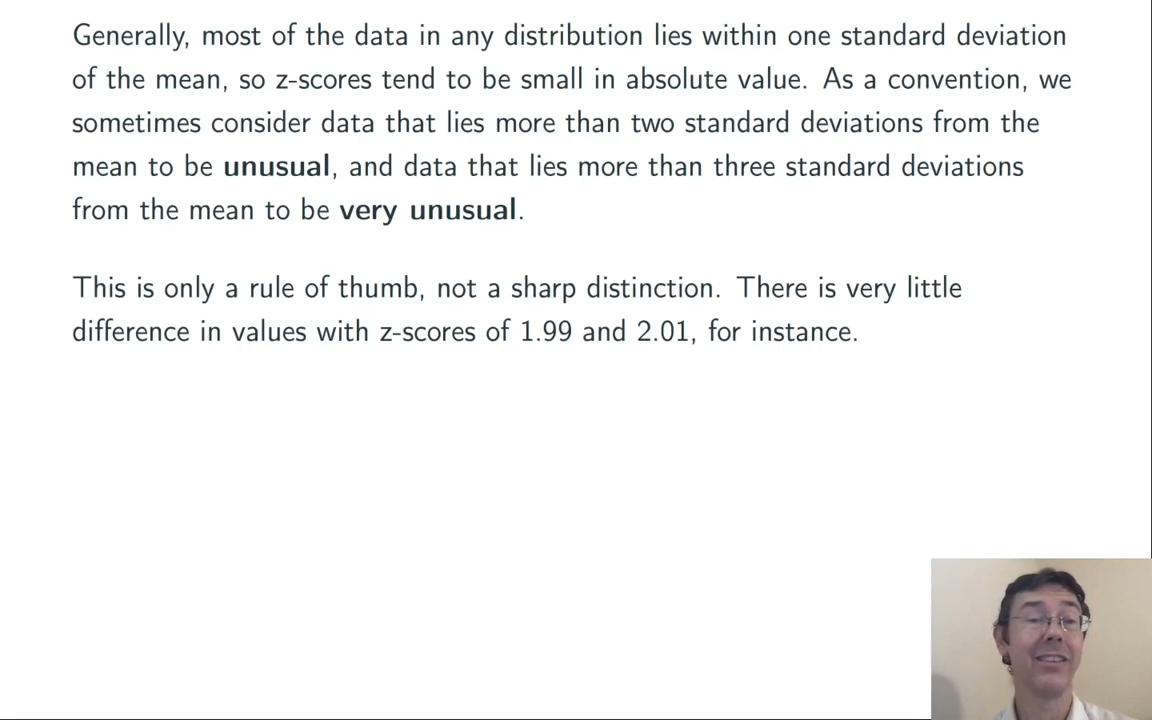 Generally, most of the data in any distribution lies within one standard deviation
of the mean, so z-scores tend to be small in absolute value. As a convention, we
sometimes consider data that lies more than two standard deviations from the
mean to be unusual, and data that lies more than three standard deviations
from the mean to be very unusual.
This is only a rule of thumb, not a sharp distinction. There is very little
difference in values with z-scores of 1.99 and 2.01, for instance.